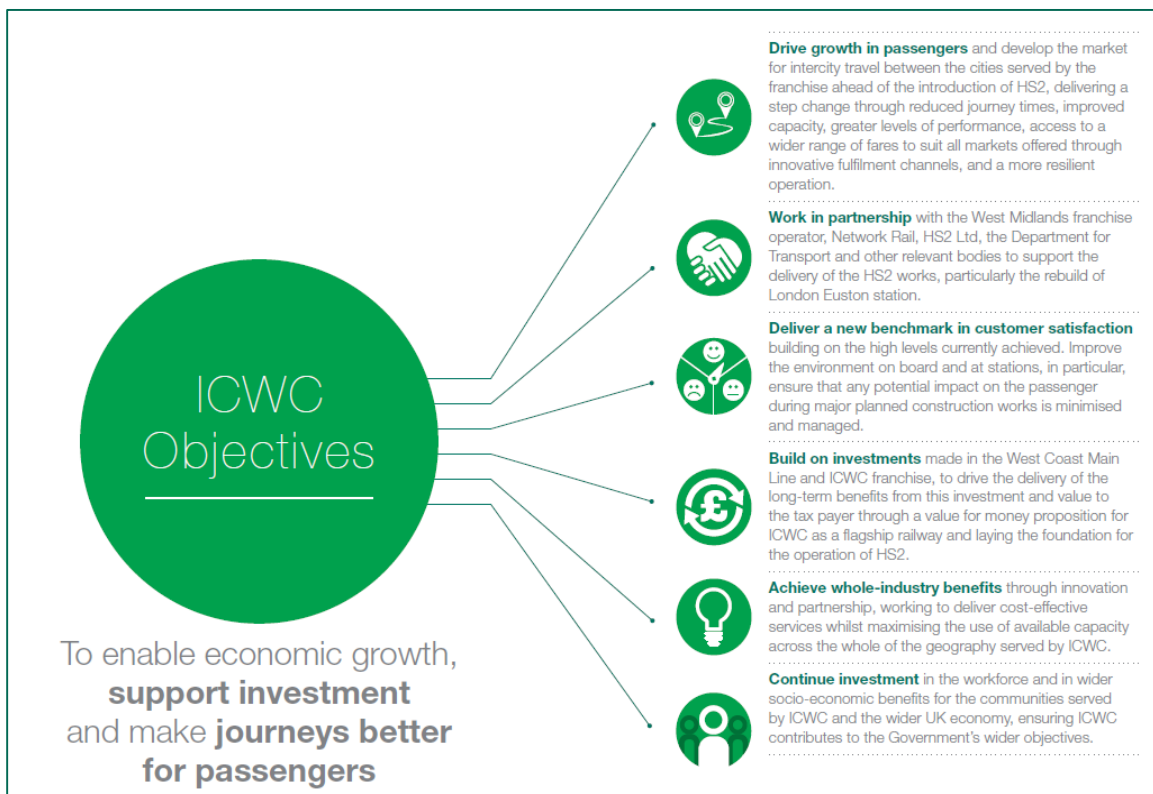 ICWC
Objectives
To enable economic growth,
support investment
and make journeys better
for passengers
Drive growth in passengers and develop the market
for intercity travel between the cities served by the
franchise ahead of the introduction of HS2, delivering a
step change through reduced journey times, improved
capacity, greater levels of performance, access to a
wider range of fares to suit all markets offered through
innovative fulfilment channels, and a more resilient
operation.
Work in partnership with the West Midlands franchise
operator, Network Rail, HS2 Ltd, the Department for
Transport and other relevant bodies to support the
delivery of the HS2 works, particularly the rebuild of
London Euston station.
Deliver a new benchmark in customer satisfaction
building on the high levels currently achieved. Improve
the environment on board and at stations, in particular,
ensure that any potential impact on the passenger
during major planned construction works is minimised
and managed.
£
Build on investments made in the West Coast Main
Line and ICWC franchise, to drive the delivery of the
long-term benefits from this investment and value to
the tax payer through a value for money proposition for
ICWC as a flagship railway and laying the foundation for
the operation of HS2.
Achieve whole-industry benefits through innovation
and partnership, working to deliver cost-effective
services whilst maximising the use of available capacity
across the whole of the geography served by ICWC.
Continue investment in the workforce and in wider
socio-economic benefits for the communities served
by ICWC and the wider UK economy, ensuring ICWC
contributes to the Government's wider objectives.